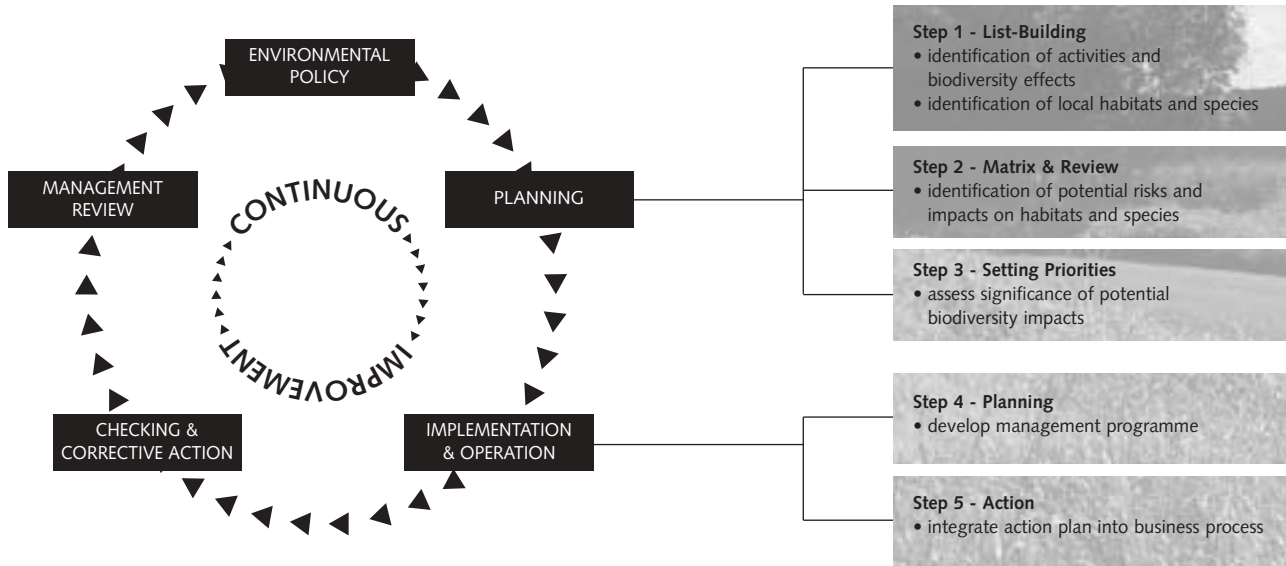 ENVIRONMENTAL
POLICY
PLANNING
IMPLEMENTATION
& OPERATION
CHECKING &
CORRECTIVE ACTION
MANAGEMENT
REVIEW
CONTINUOUS
IMPROVEMENT
Step 1 - List-Building
• identification of activities and
biodiversity effects
• identification of local habitats and species
Step 2 - Matrix & Review
• identification of potential risks and
impacts on habitats and species
Step 3 - Setting Priorities
• assess significance of potential
biodiversity impacts
Step 4 - Planning
• develop management programme
Step 5 - Action
• integrate action plan into business process